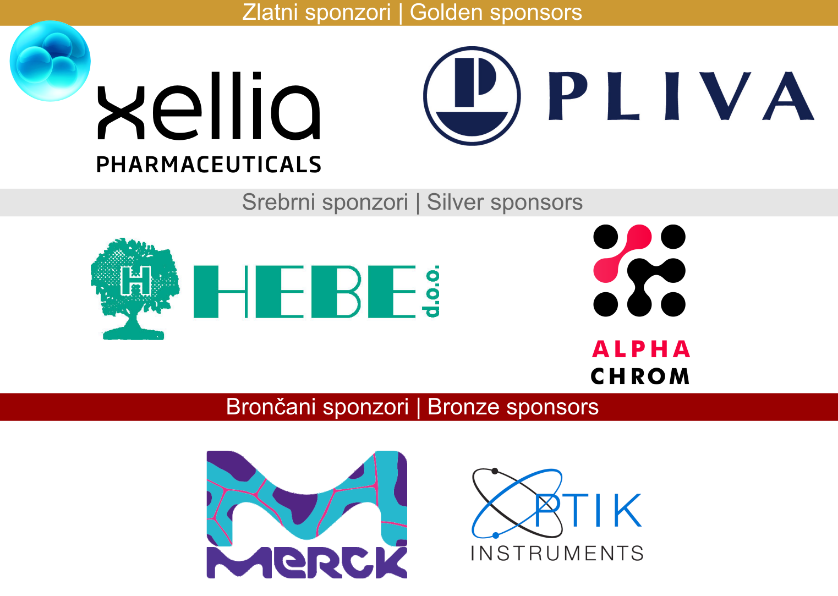 Zlatni sponzori | Golden sponsors
xellia
PHARMACEUTICALS
P PLIVA
Srebrni sponzori | Silver sponsors
H HEBE d.o.o.
ALPHA
CHROM
Brončani sponzori | Bronze sponsors
MERCK
OPTIK
INSTRUMENTS